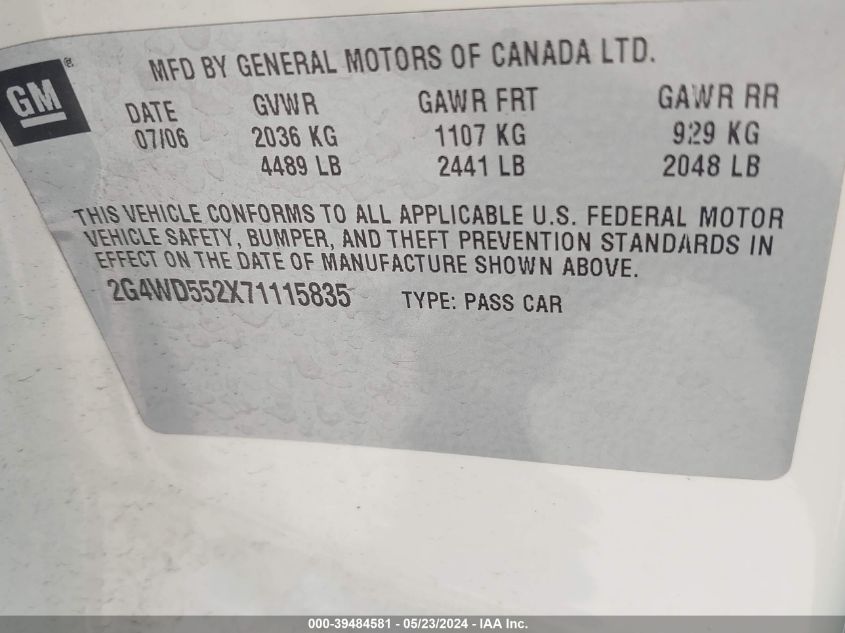 GM®
MFD BY GENERAL MOTORS OF CANADA LTD.
DATE GVWR GAWR FRT GAWR RR
07/06 2036 KG 1107 KG 929 KG
4489 LB 2441 LB 2048 LB
THIS VEHICLE CONFORMS TO ALL APPLICABLE U.S. FEDERAL MOTOR
VEHICLE SAFETY, BUMPER, AND THEFT PREVENTION STANDARDS IN
EFFECT ON THE DATE OF MANUFACTURE SHOWN ABOVE.
2G4WD552X71115835 TYPE: PASS CAR
000-39484581 - 05/23/2024 - IAA Inc.